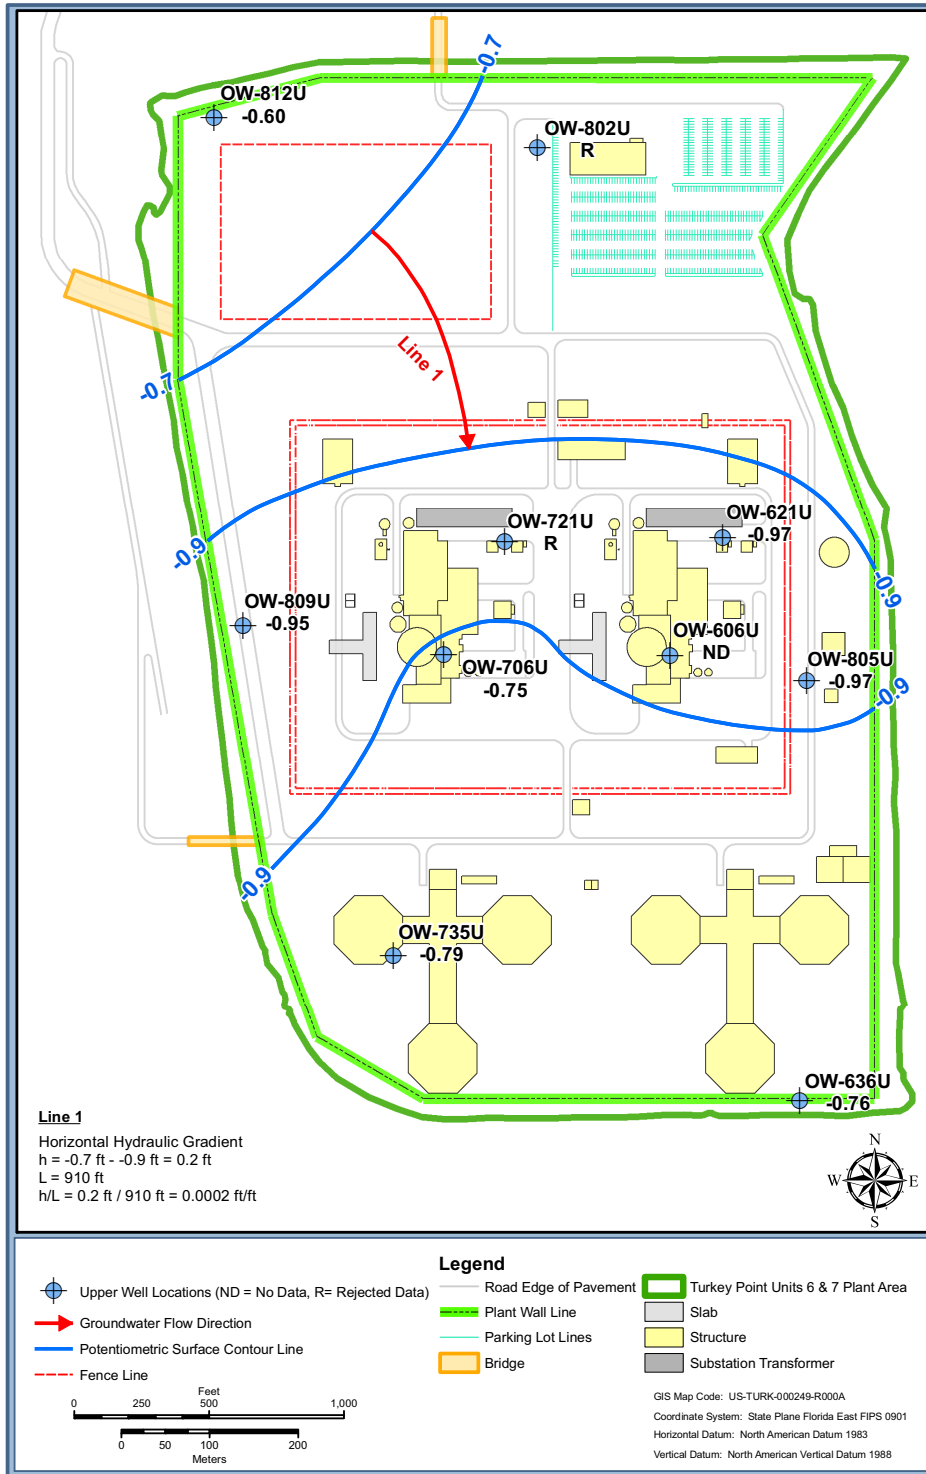 -0.7
OW-812U
-0.60
OW-802U
R
Line 1
-0.7
OW-721U
R
OW-621U
-0.97
-0.9
-0.9
OW-809U
-0.95
OW-706U
-0.75
OW-606U
ND
OW-805U
-0.97
-0.9
-0.9
OW-735U
-0.79
OW-636U
-0.76
Line 1
Horizontal Hydraulic Gradient
h = -0.7 ft - -0.9 ft = 0.2 ft
L = 910 ft
h/L = 0.2 ft / 910 ft = 0.0002 ft/ft
N
W E
S
Legend
Upper Well Locations (ND = No Data, R= Rejected Data)
Groundwater Flow Direction
Potentiometric Surface Contour Line
Fence Line
Road Edge of Pavement
Plant Wall Line
Parking Lot Lines
Bridge
Turkey Point Units 6 & 7 Plant Area
Slab
Structure
Substation Transformer
Feet
0 250 500 1,000
0 50 100 200
Meters
GIS Map Code: US-TURK-000249-R000A
Coordinate System: State Plane Florida East FIPS 0901
Horizontal Datum: North American Datum 1983
Vertical Datum: North American Vertical Datum 1988